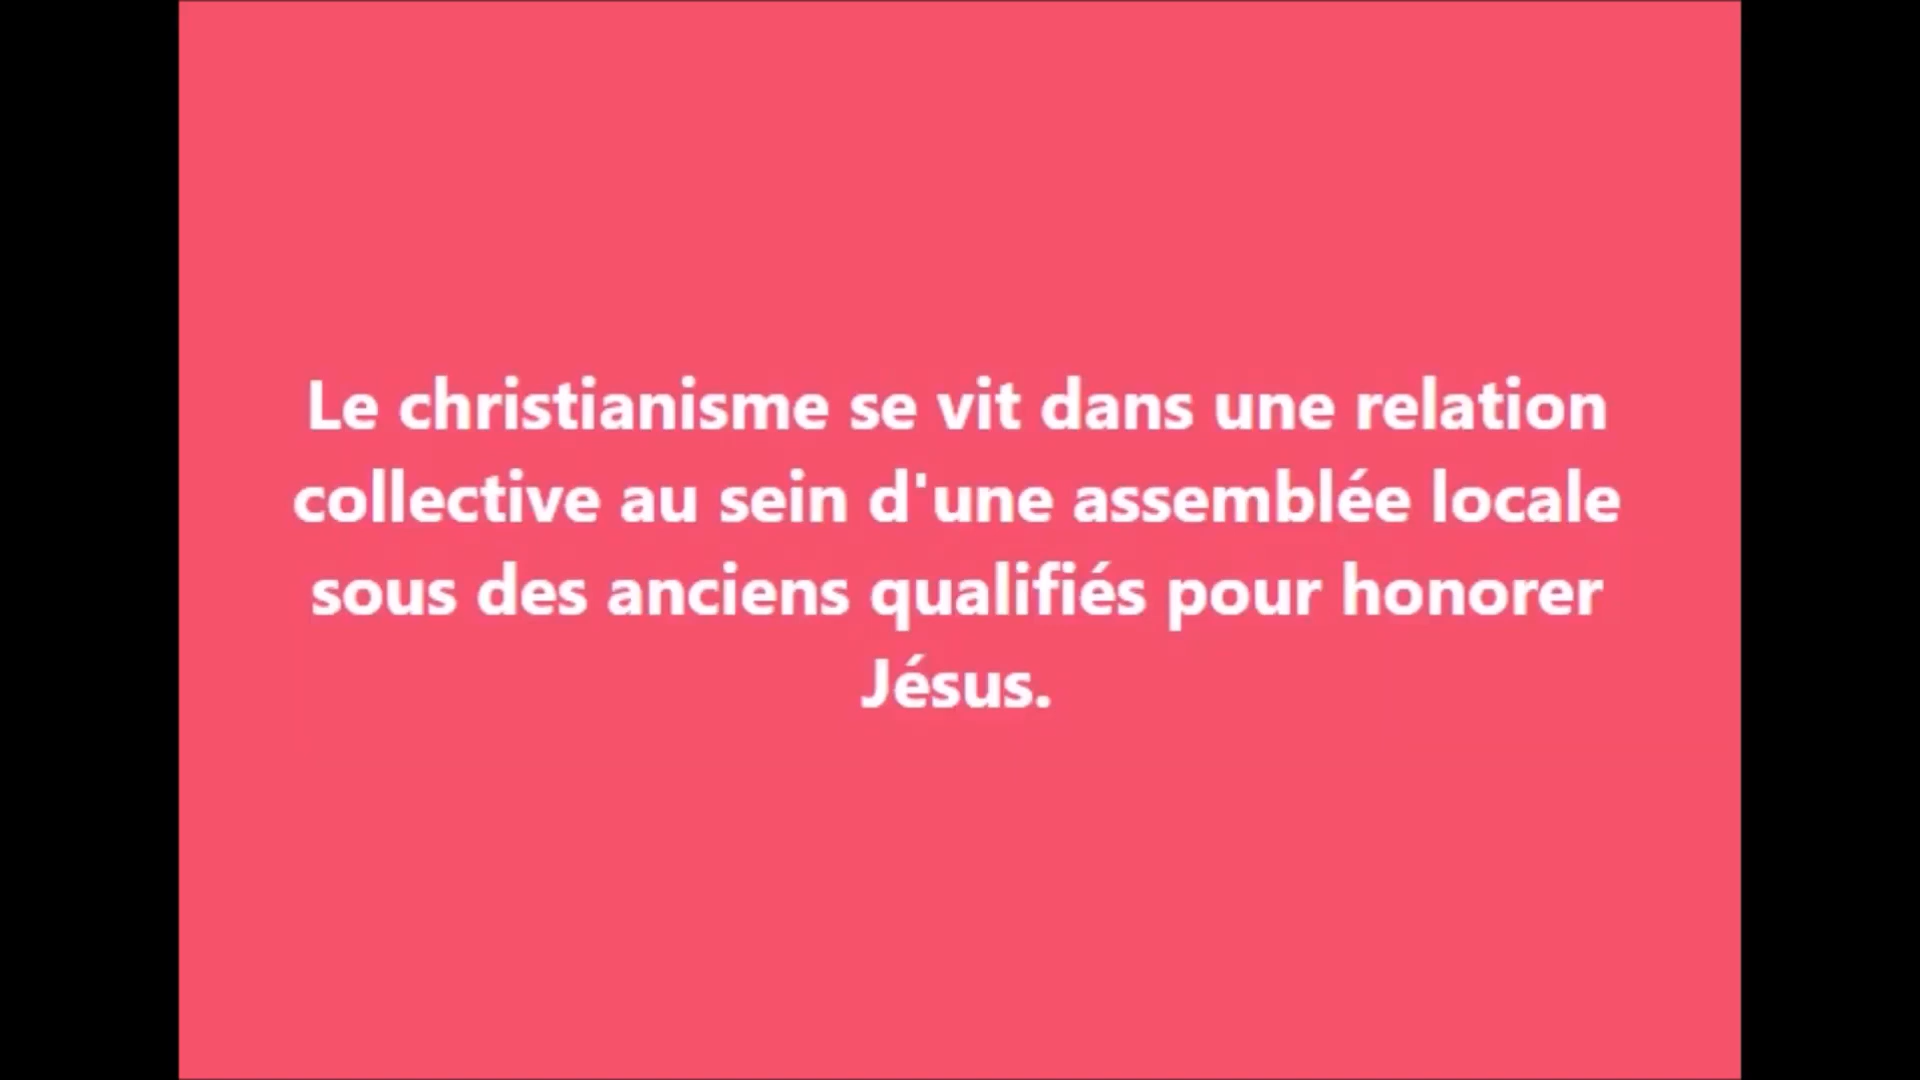 Le christianisme se vit dans une relation
collective au sein d'une assemblée locale
sous des anciens qualifiés pour honorer
Jésus.